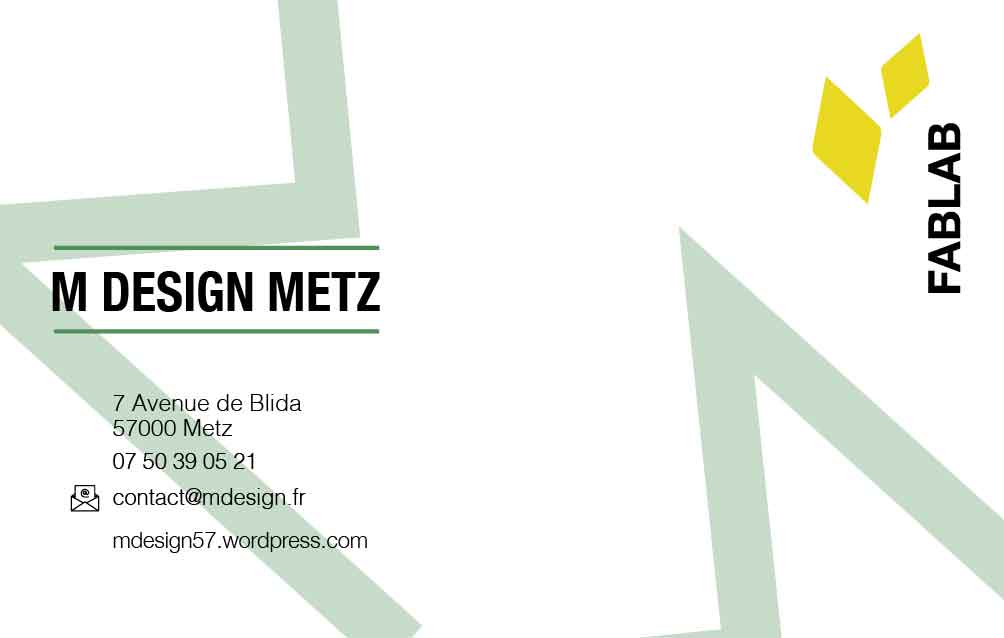 FABLAB
M DESIGN METZ
7 Avenue de Blida
57000 Metz
07 50 39 05 21
@
contact@mdesign.fr
mdesign57.wordpress.com